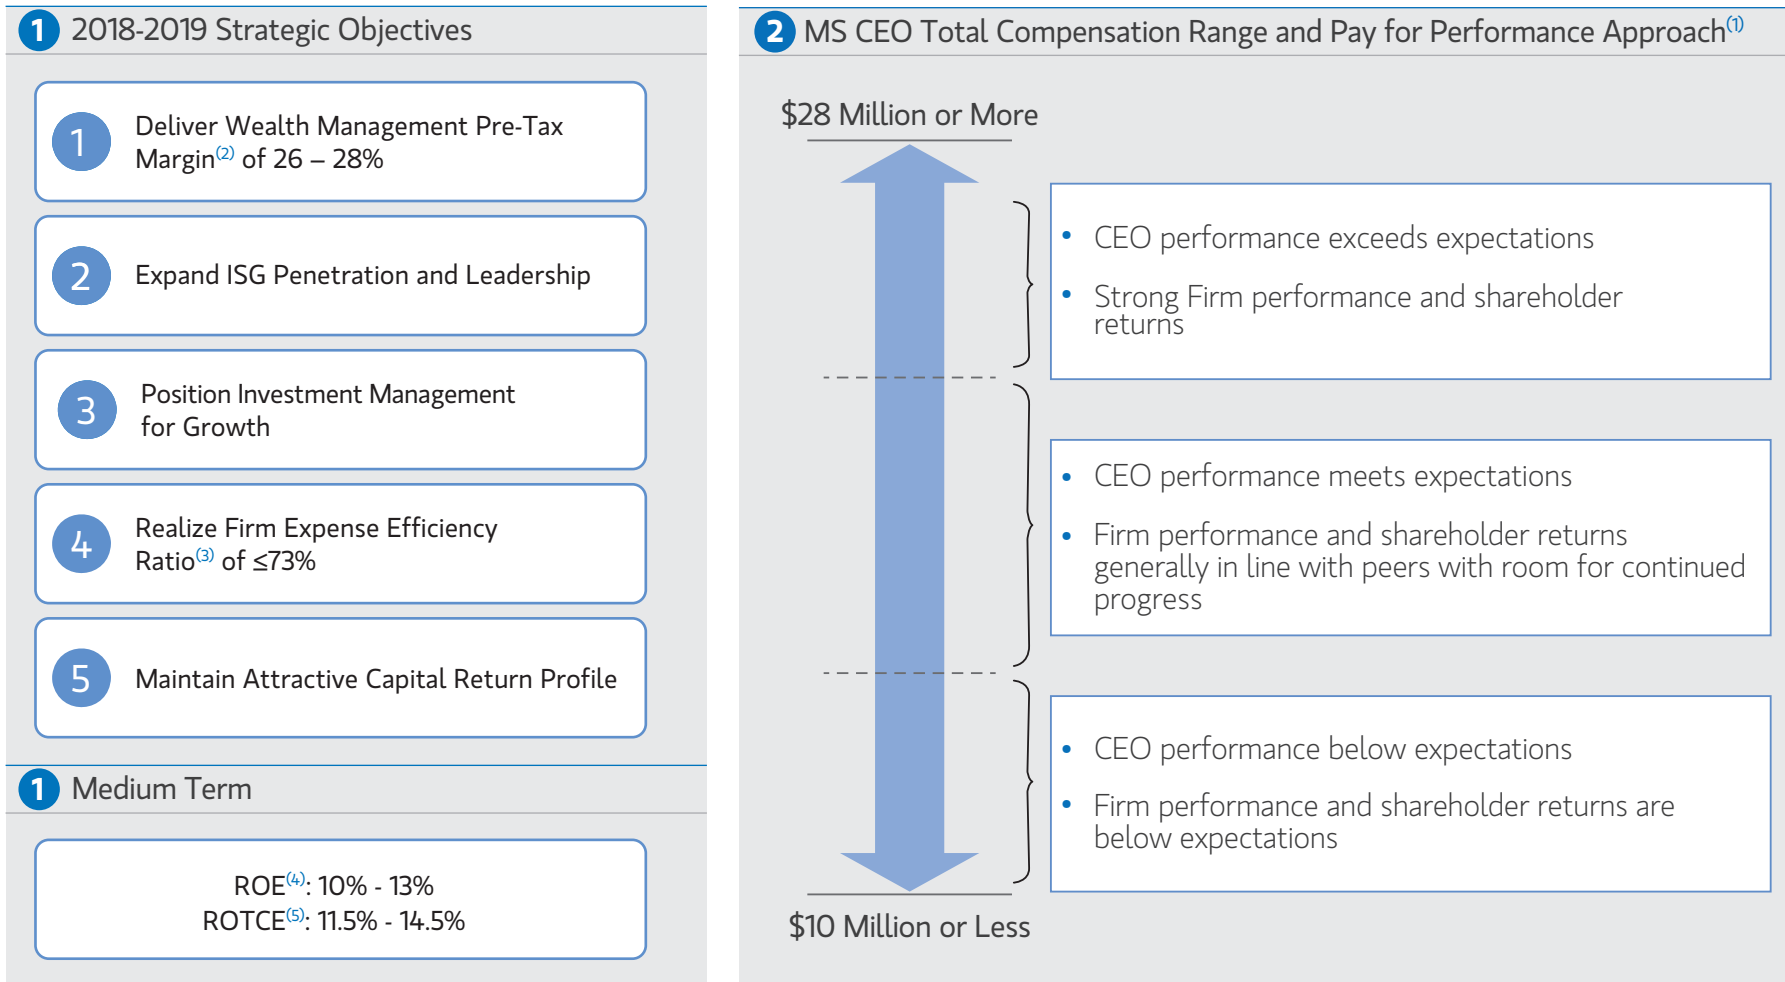 1 2018-2019 Strategic Objectives
1
Deliver Wealth Management Pre-Tax
Margin(2) of 26 – 28%
2
Expand ISG Penetration and Leadership
3
Position Investment Management
for Growth
4
Realize Firm Expense Efficiency
Ratio(3) of ≤73%
5
Maintain Attractive Capital Return Profile
1 Medium Term
ROE(4): 10% - 13%
ROTCE(5): 11.5% - 14.5%
2 MS CEO Total Compensation Range and Pay for Performance Approach(1)
$28 Million or More
• CEO performance exceeds expectations
• Strong Firm performance and shareholder
returns
• CEO performance meets expectations
• Firm performance and shareholder returns
generally in line with peers with room for continued
progress
• CEO performance below expectations
• Firm performance and shareholder returns are
below expectations
$10 Million or Less